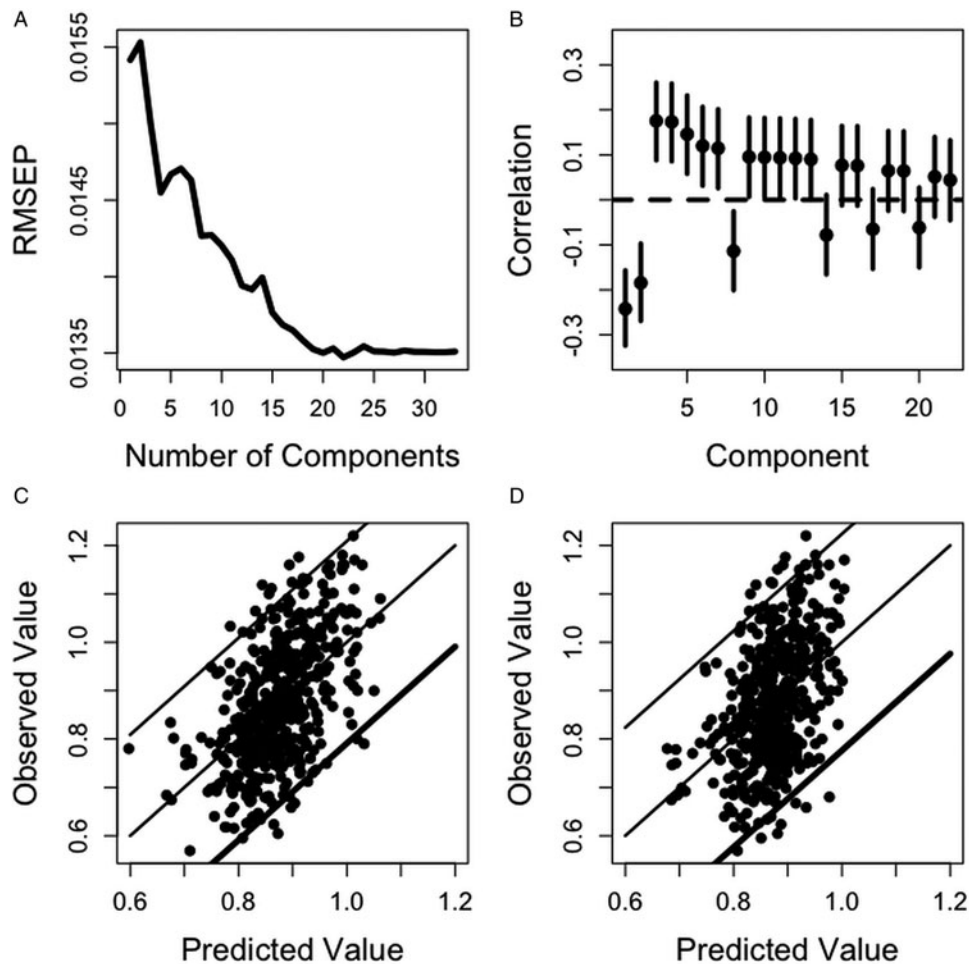 A
0.0155
0.0145
0.0135
RMSEP
0 5 10 15 20 25 30
Number of Components
B
0.3
0.1
-0.1
-0.3
Correlation
5 10 15 20
Component
C
1.2
1.0
0.8
0.6
Observed Value
0.6 0.8 1.0 1.2
Predicted Value
D
1.2
1.0
0.8
0.6
Observed Value
0.6 0.8 1.0 1.2
Predicted Value